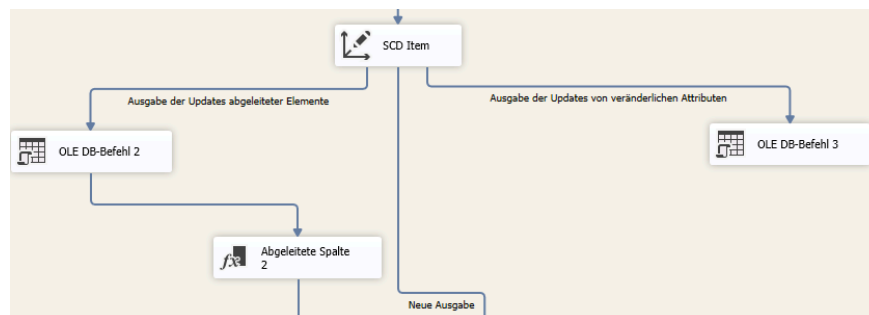 SCD Item
Ausgabe der Updates abgeleiteter Elemente
Ausgabe der Updates von veränderlichen Attributen
OLE DB-Befehl 2
OLE DB-Befehl 3
Abgeleitete Spalte
2
Neue Ausgabe